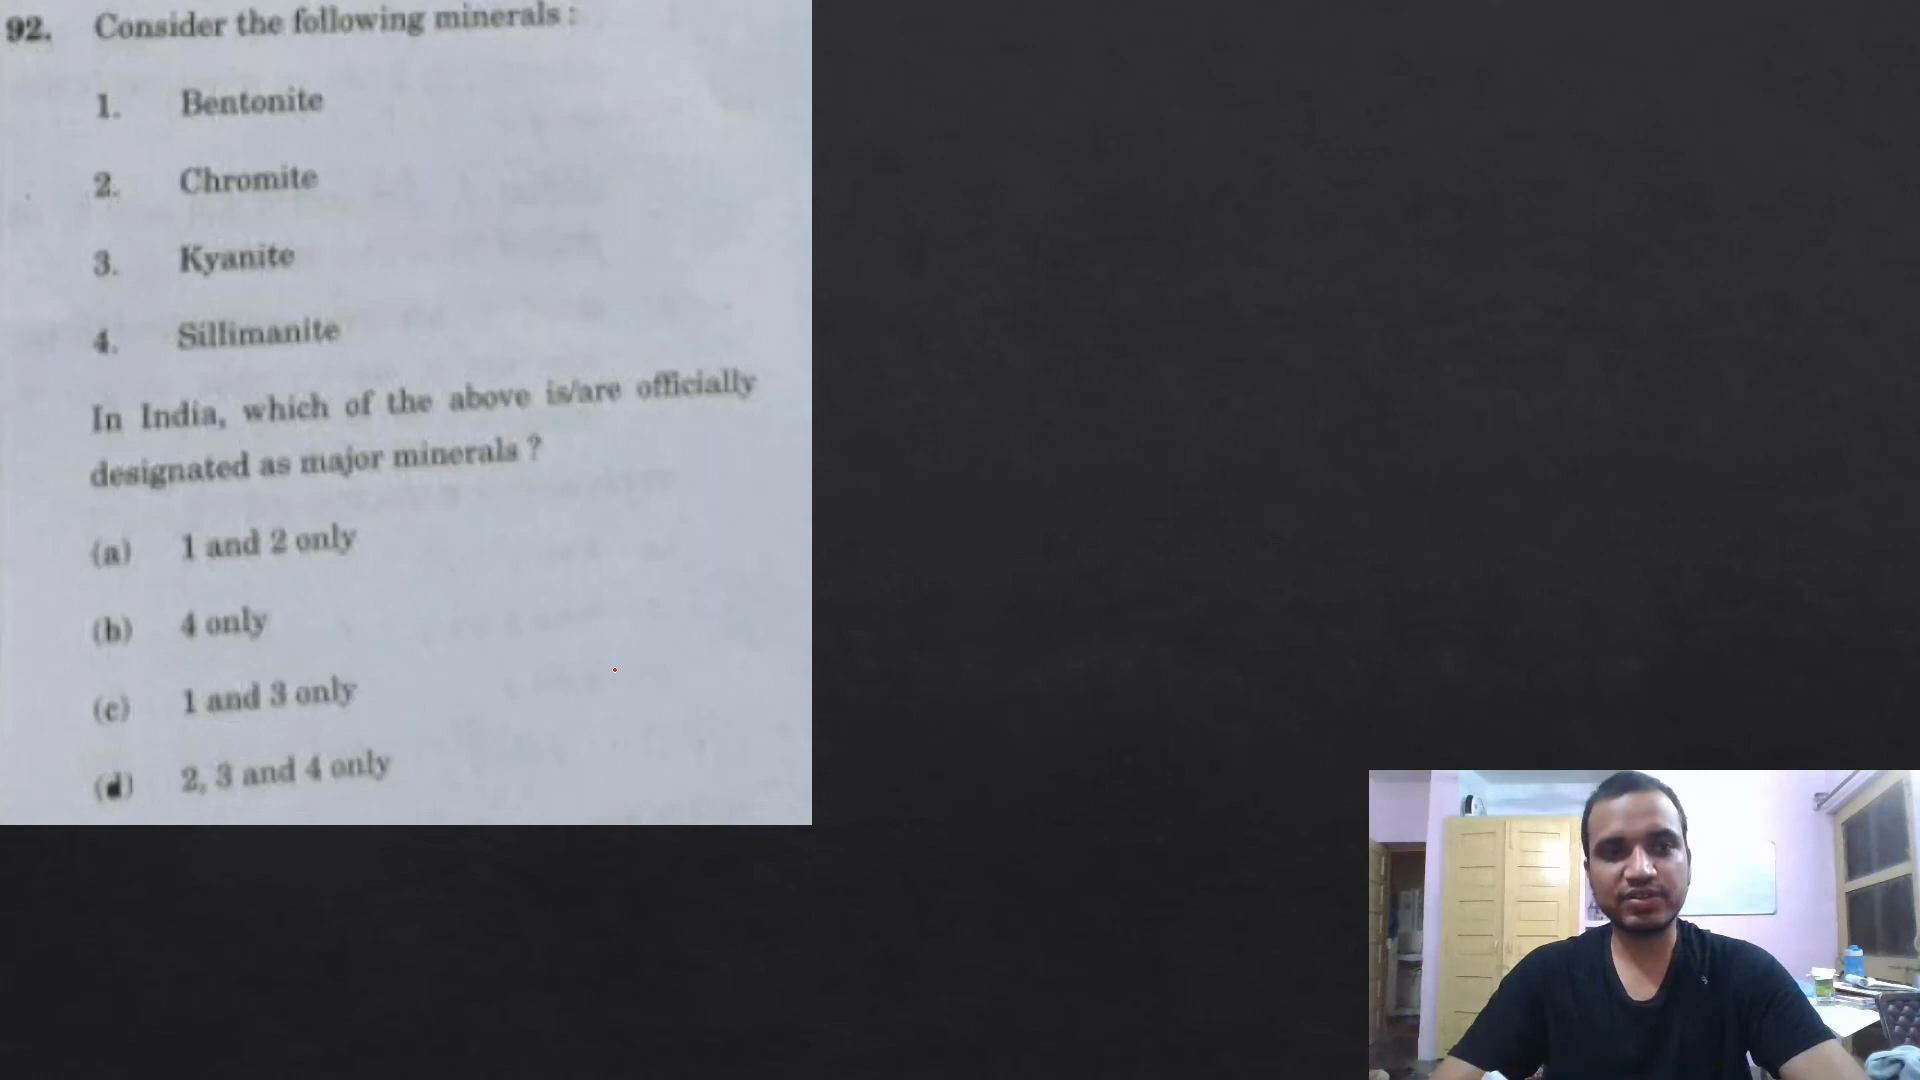 92. Consider the following minerals :
1. Bentonite
2. Chromite
3. Kyanite
4. Sillimanite
In India, which of the above is/are officially
designated as major minerals ?
(a) 1 and 2 only
(b) 4 only
(c) 1 and 3 only
(d) 2, 3 and 4 only